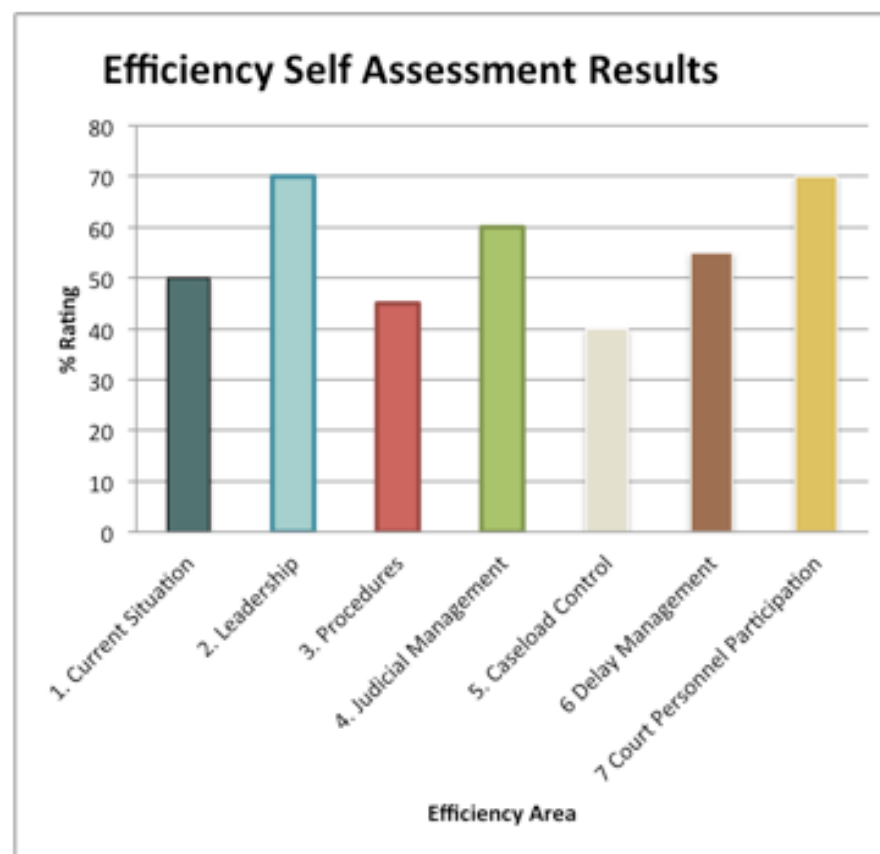 Efficiency Self Assessment Results
80
70
60
50
40
30
20
10
0
% Rating
1. Current Situation
2. Leadership
3. Procedures
4. Judicial Management
5. Caseload Control
6 Delay Management
7 Court Personnel Participation
Efficiency Area